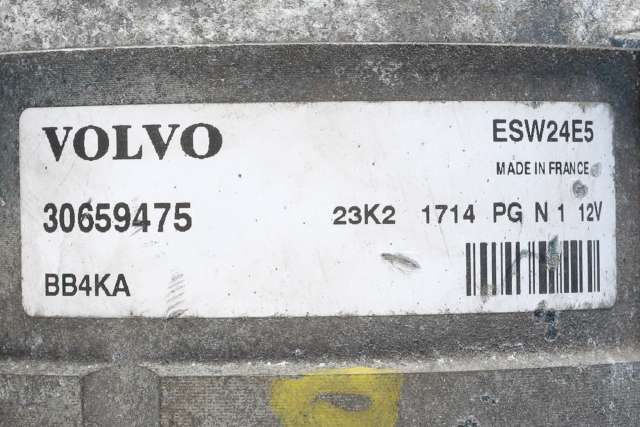 VOLVO ESW24E5
MADE IN FRANCE
30659475 23K2 1714 PG N 1 12V
BB4KA